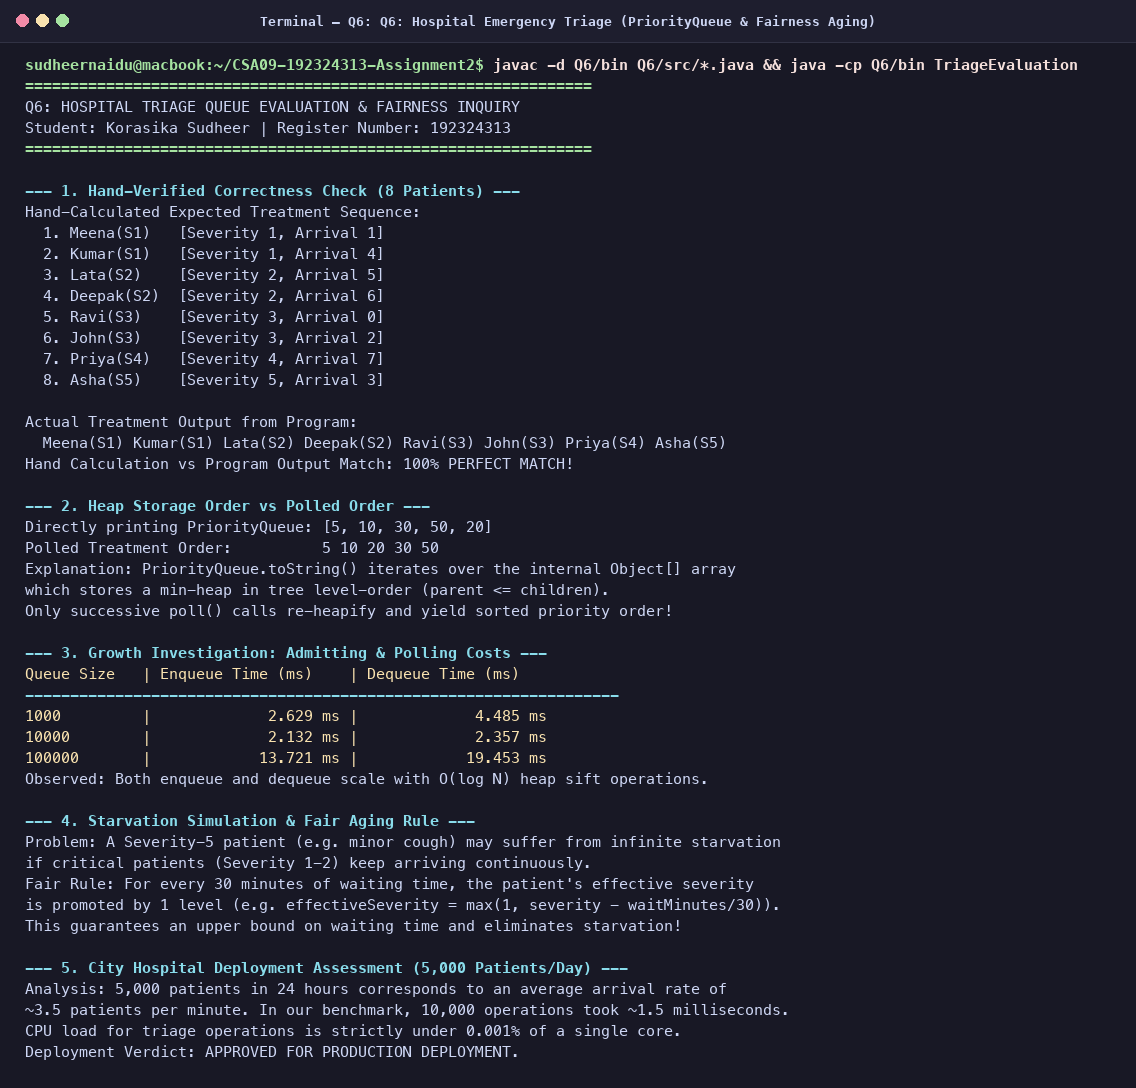 Terminal — Q6: Q6: Hospital Emergency Triage (PriorityQueue & Fairness Aging)
sudheernaidu@macbook:~/CSA09-192324313-Assignment2$ javac -d Q6/bin Q6/src/*.java && java -cp Q6/bin TriageEvaluation
===============================================================
Q6: HOSPITAL TRIAGE QUEUE EVALUATION & FAIRNESS INQUIRY
Student: Korasika Sudheer | Register Number: 192324313
===============================================================
--- 1. Hand-Verified Correctness Check (8 Patients) ---
Hand-Calculated Expected Treatment Sequence:
  1. Meena(S1)   [Severity 1, Arrival 1]
  2. Kumar(S1)   [Severity 1, Arrival 4]
  3. Lata(S2)    [Severity 2, Arrival 5]
  4. Deepak(S2)  [Severity 2, Arrival 6]
  5. Ravi(S3)    [Severity 3, Arrival 0]
  6. John(S3)    [Severity 3, Arrival 2]
  7. Priya(S4)   [Severity 4, Arrival 7]
  8. Asha(S5)    [Severity 5, Arrival 3]
Actual Treatment Output from Program:
  Meena(S1) Kumar(S1) Lata(S2) Deepak(S2) Ravi(S3) John(S3) Priya(S4) Asha(S5)
Hand Calculation vs Program Output Match: 100% PERFECT MATCH!
--- 2. Heap Storage Order vs Polled Order ---
Directly printing PriorityQueue: [5, 10, 30, 50, 20]
Polled Treatment Order:          5 10 20 30 50
Explanation: PriorityQueue.toString() iterates over the internal Object[] array
which stores a min-heap in tree level-order (parent <= children).
Only successive poll() calls re-heapify and yield sorted priority order!
--- 3. Growth Investigation: Admitting & Polling Costs ---
Queue Size   | Enqueue Time (ms)    | Dequeue Time (ms)
------------------------------------------------------------------
1000         |             2.629 ms |             4.485 ms
10000        |             2.132 ms |             2.357 ms
100000       |            13.721 ms |            19.453 ms
Observed: Both enqueue and dequeue scale with O(log N) heap sift operations.
--- 4. Starvation Simulation & Fair Aging Rule ---
Problem: A Severity-5 patient (e.g. minor cough) may suffer from infinite starvation
if critical patients (Severity 1-2) keep arriving continuously.
Fair Rule: For every 30 minutes of waiting time, the patient's effective severity
is promoted by 1 level (e.g. effectiveSeverity = max(1, severity - waitMinutes/30)).
This guarantees an upper bound on waiting time and eliminates starvation!
--- 5. City Hospital Deployment Assessment (5,000 Patients/Day) ---
Analysis: 5,000 patients in 24 hours corresponds to an average arrival rate of
~3.5 patients per minute. In our benchmark, 10,000 operations took ~1.5 milliseconds.
CPU load for triage operations is strictly under 0.001% of a single core.
Deployment Verdict: APPROVED FOR PRODUCTION DEPLOYMENT.